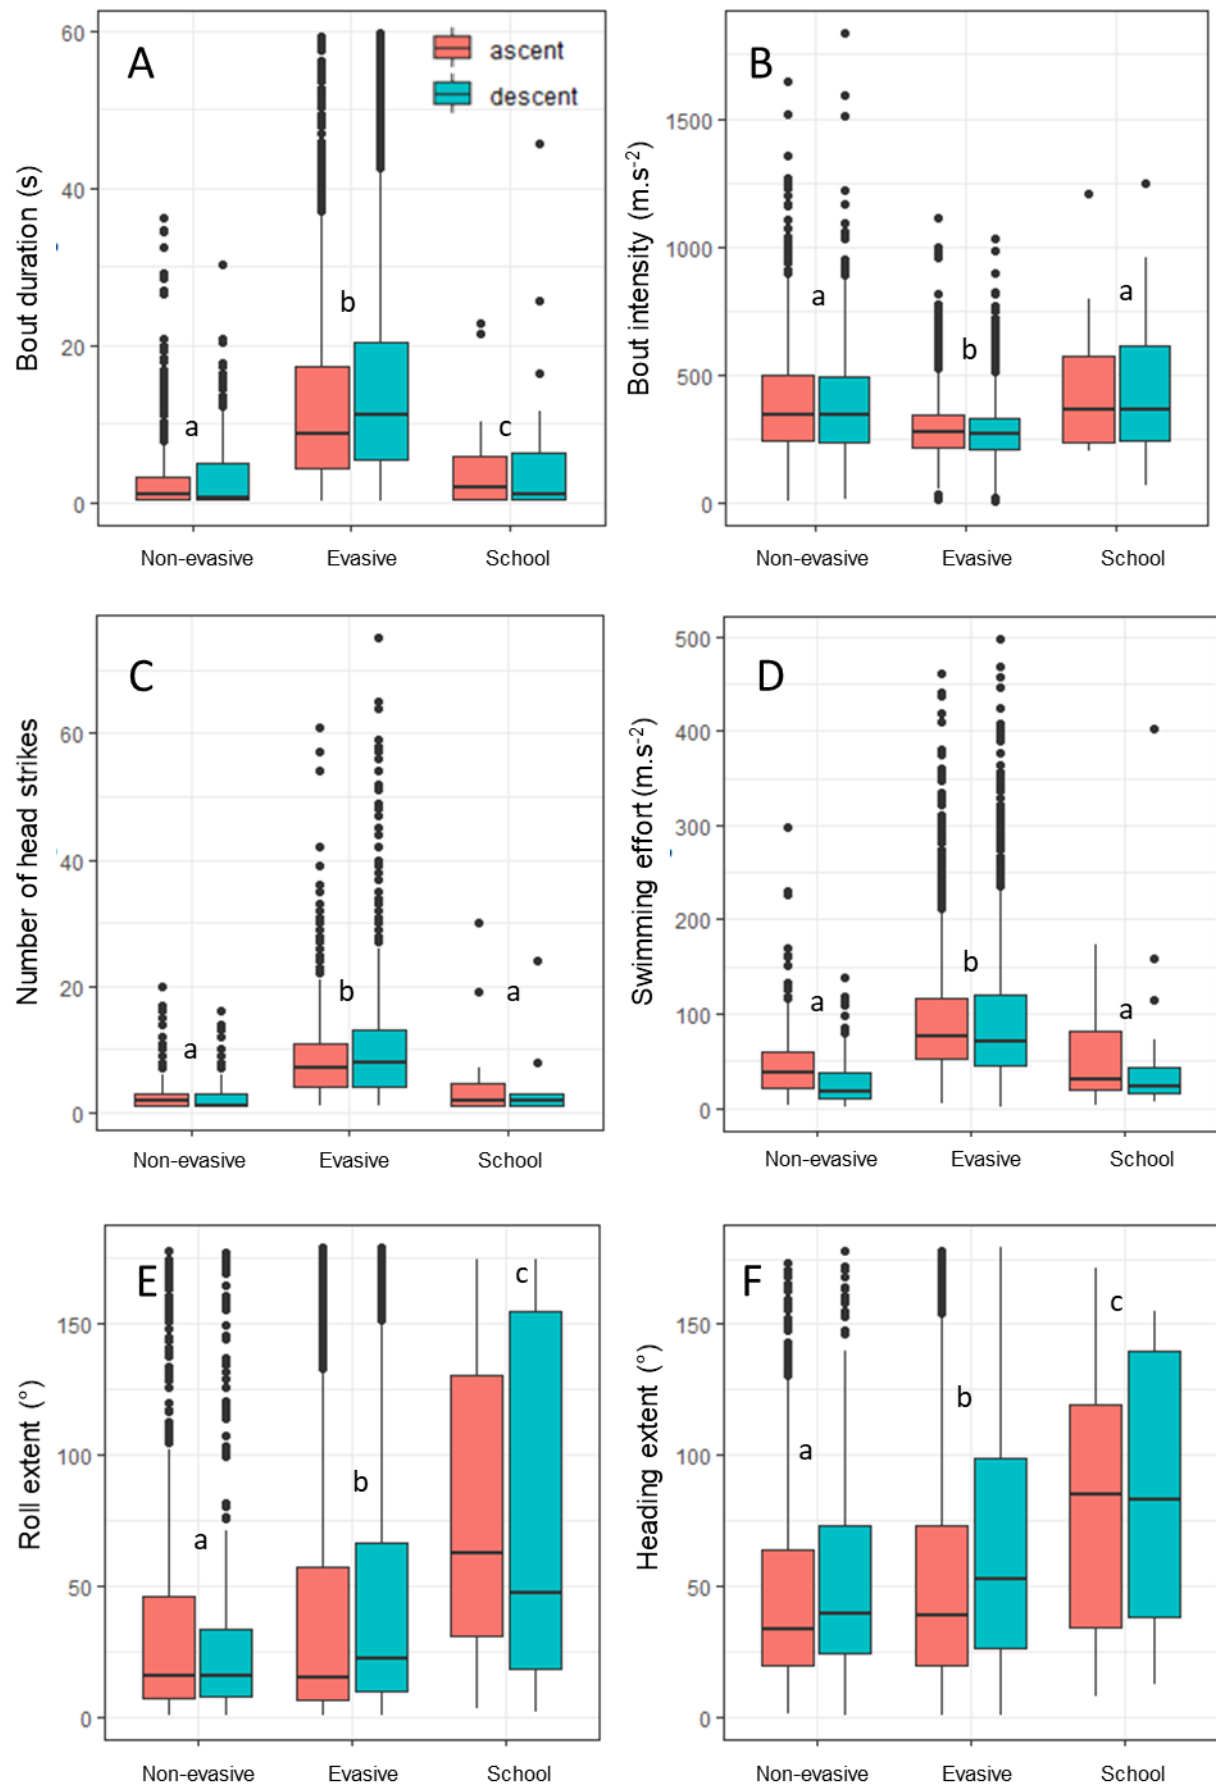 A
ascent
descent
Bout duration (s)
60
40
20
0
a
b
c
Non-evasive
Evasive
School
B
Bout intensity (m.s-2)
1500
1000
500
0
a
b
a
Non-evasive
Evasive
School
C
Number of head strikes
60
40
20
0
a
b
a
Non-evasive
Evasive
School
D
Swimming effort (m.s-2)
500
400
300
200
100
0
a
b
a
Non-evasive
Evasive
School
E
Roll extent (°)
150
100
50
0
a
b
c
Non-evasive
Evasive
School
F
Heading extent (°)
150
100
50
0
a
b
c
Non-evasive
Evasive
School